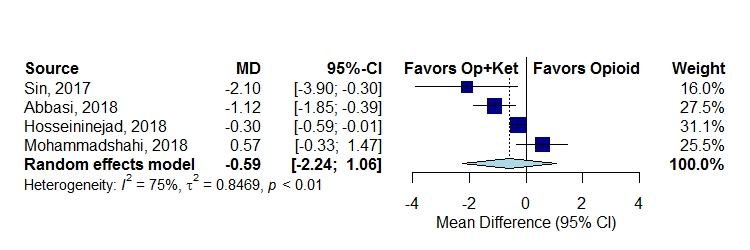 Source MD 95%-CI Favors Op+Ket Favors Opioid Weight
Sin, 2017 -2.10 [-3.90; -0.30] 16.0%
Abbasi, 2018 -1.12 [-1.85; -0.39] 27.5%
Hosseininejad, 2018 -0.30 [-0.59; -0.01] 31.1%
Mohammadshahi, 2018 0.57 [-0.33; 1.47] 25.5%
Random effects model -0.59 [-2.24; 1.06] 100.0%
Heterogeneity: I² = 75%, τ² = 0.8469, p < 0.01
-4 -2 0 2 4
Mean Difference (95% CI)